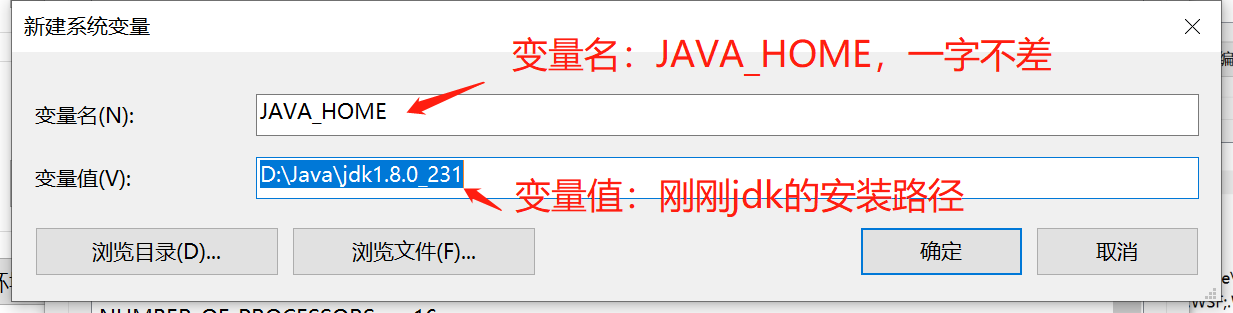 新建系统变量
变量名：JAVA_HOME，一字不差
变量名(N):
JAVA_HOME
变量值(V):
D:\Java\jdk1.8.0_231
变量值：刚刚jdk的安装路径
浏览目录(D)...
浏览文件(F)...
确定
取消